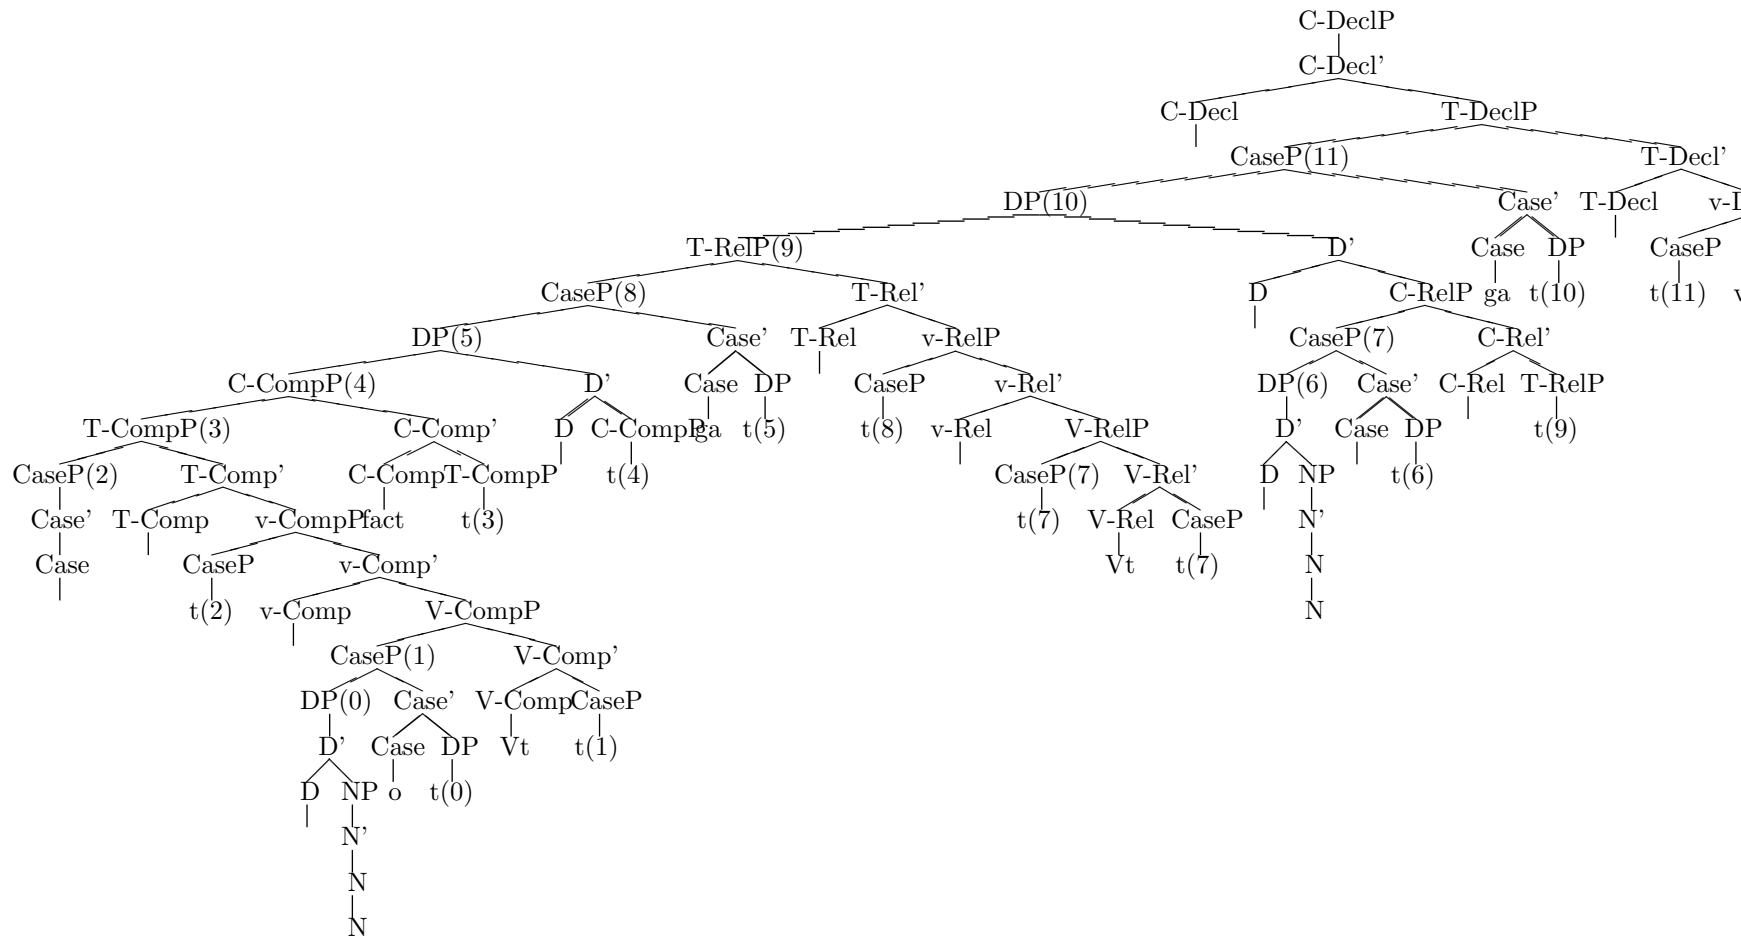 C-DeclP
C-Decl'
C-Decl T-DeclP
CaseP(11) T-Decl'
DP(10) Case' T-Decl
T-RelP(9) D' Case DP CaseP
CaseP(8) T-Rel' D C-RelP ga t(10) t(11)
DP(5) Case' T-Rel v-RelP CaseP(7) C-Rel'
C-CompP(4) D' Case DP CaseP v-Rel' DP(6) Case' C-Rel T-RelP
T-CompP(3) C-Comp' D C-CompP ga t(5) t(8) v-Rel V-RelP D' Case DP t(9)
CaseP(2) T-Comp' C-Comp T-CompP t(4) CaseP(7) V-Rel' D NP t(6)
Case' T-Comp v-CompP fact t(3) t(7) V-Rel CaseP N'
Case CaseP v-Comp' Vt t(7) N
t(2) v-Comp V-CompP N
CaseP(1) V-Comp'
DP(0) Case' V-Comp CaseP
D' Case DP Vt t(1)
D NP o t(0)
N'
N
N